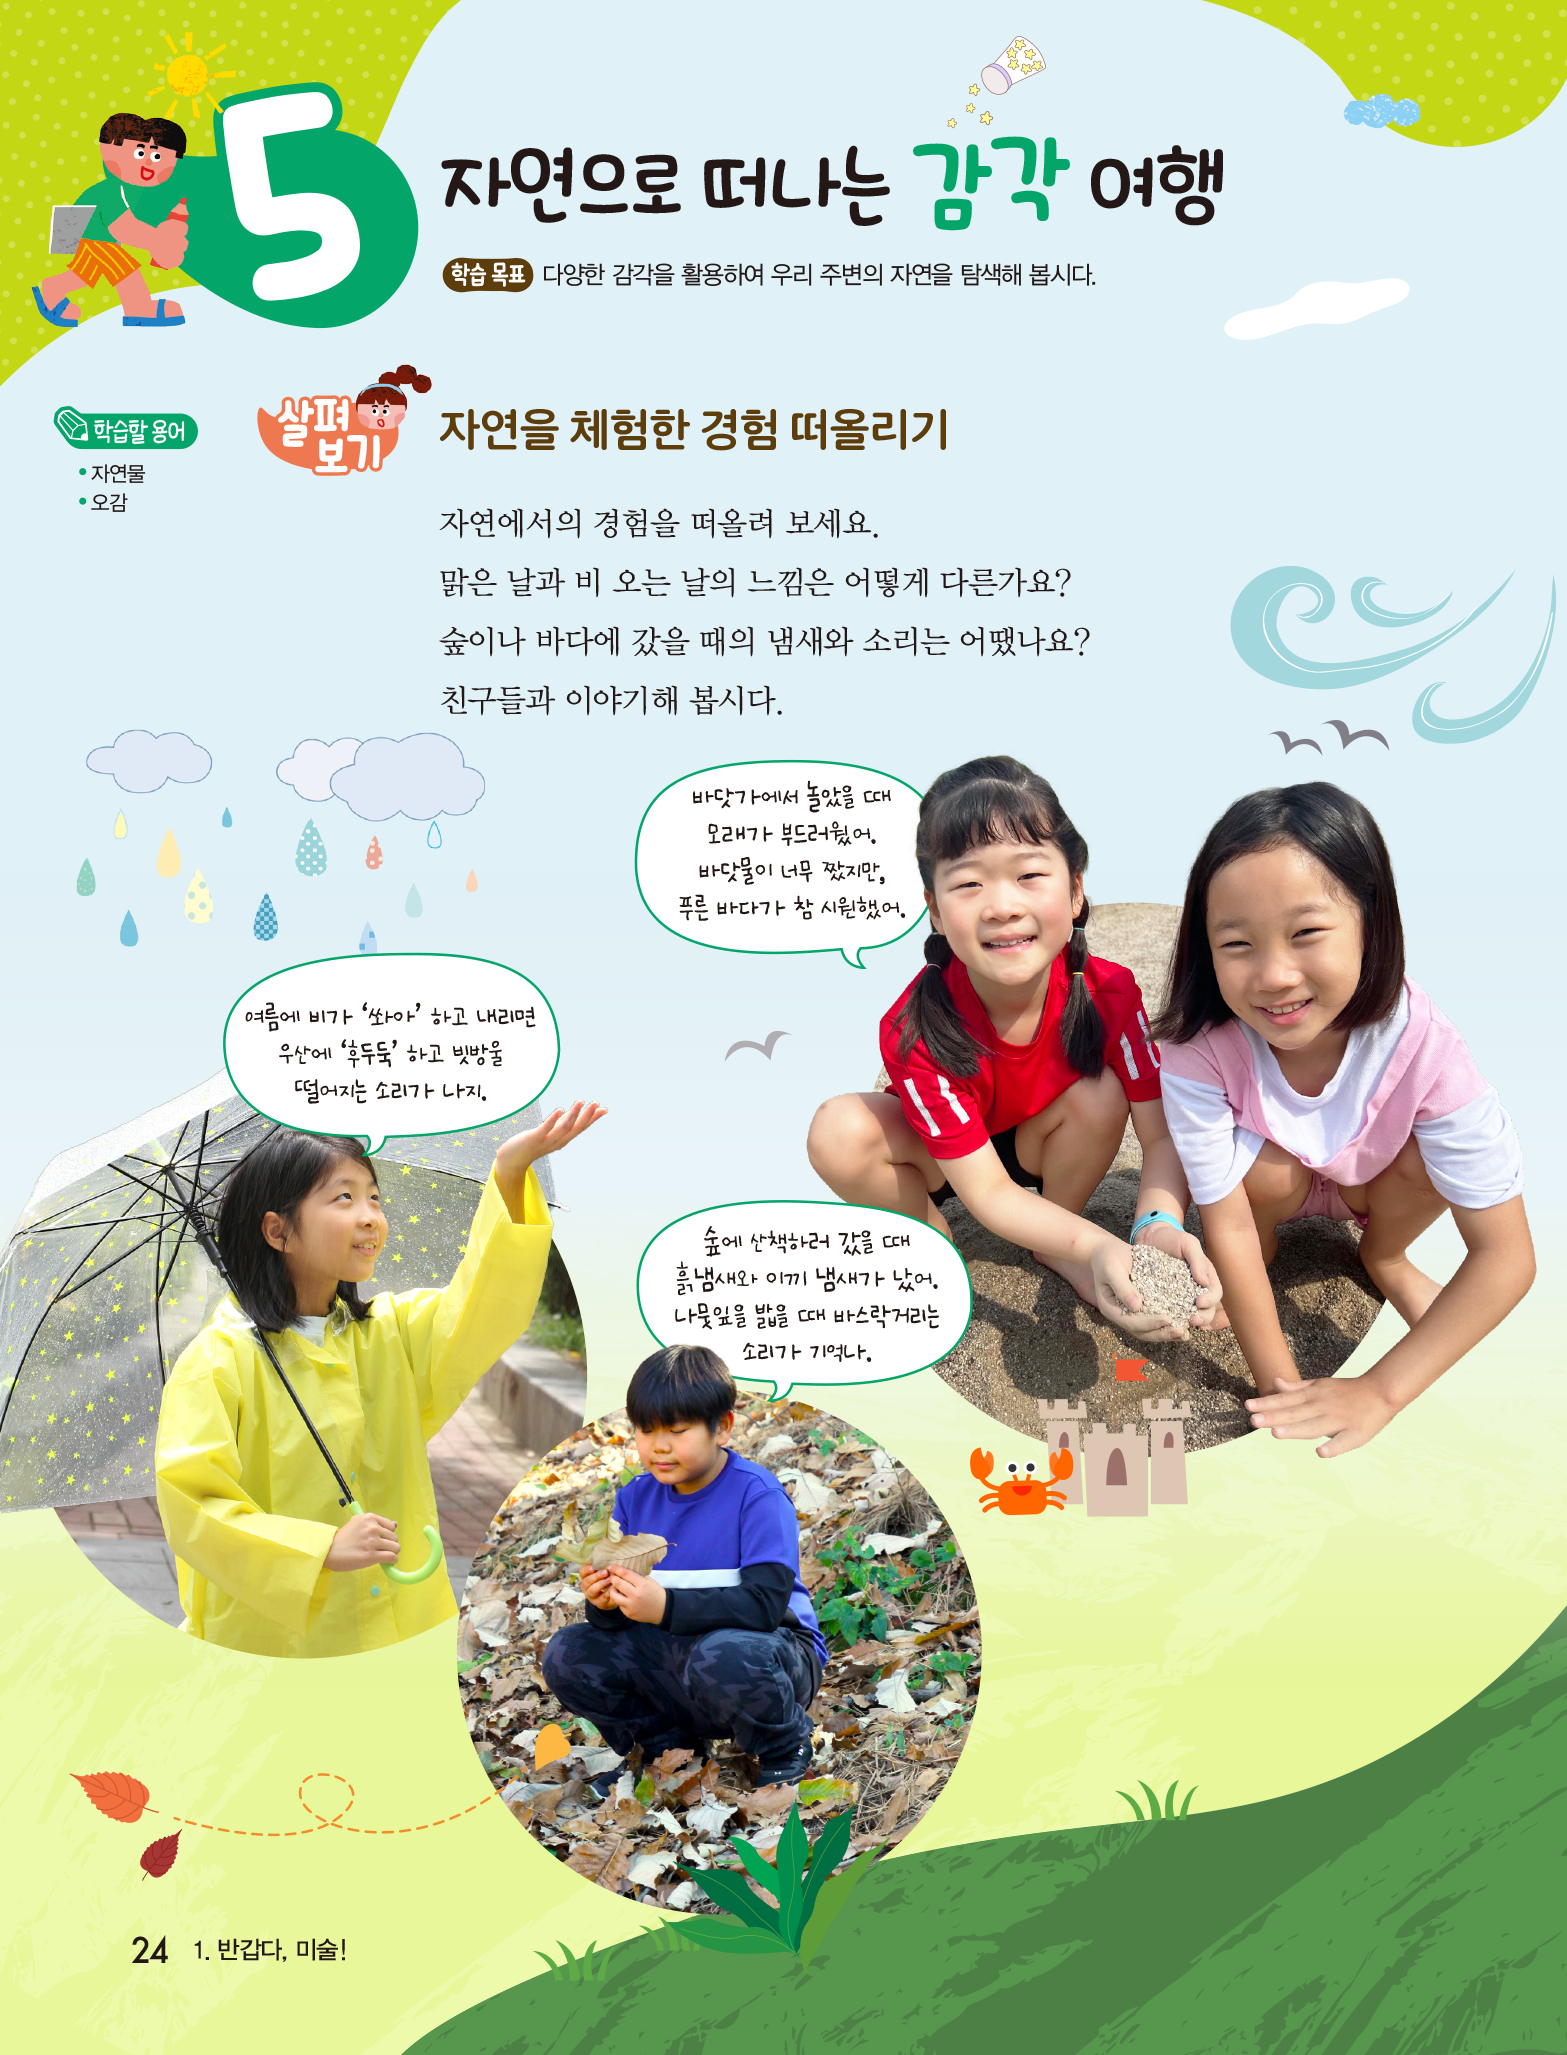 5
자연으로 떠나는 감각 여행
학습 목표 다양한 감각을 활용하여 우리 주변의 자연을 탐색해 봅시다.
학습할 용어
• 자연물
• 오감
살펴
보기
자연을 체험한 경험 떠올리기
자연에서의 경험을 떠올려 보세요.
맑은 날과 비 오는 날의 느낌은 어떻게 다른가요?
숲이나 바다에 갔을 때의 냄새와 소리는 어땠나요?
친구들과 이야기해 봅시다.
바닷가에서 놀았을 때
모래가 부드러웠어.
바닷물이 너무 짰지만,
푸른 바다가 참 시원했어.
여름에 비가 ‘쏴아’ 하고 내리면
우산에 ‘후두둑’ 하고 빗방울
떨어지는 소리가 나지.
숲에 산책하러 갔을 때
흙냄새와 이끼 냄새가 났어.
나뭇잎을 밟을 때 바스락거리는
소리가 기억나.
24 1. 반갑다, 미술!